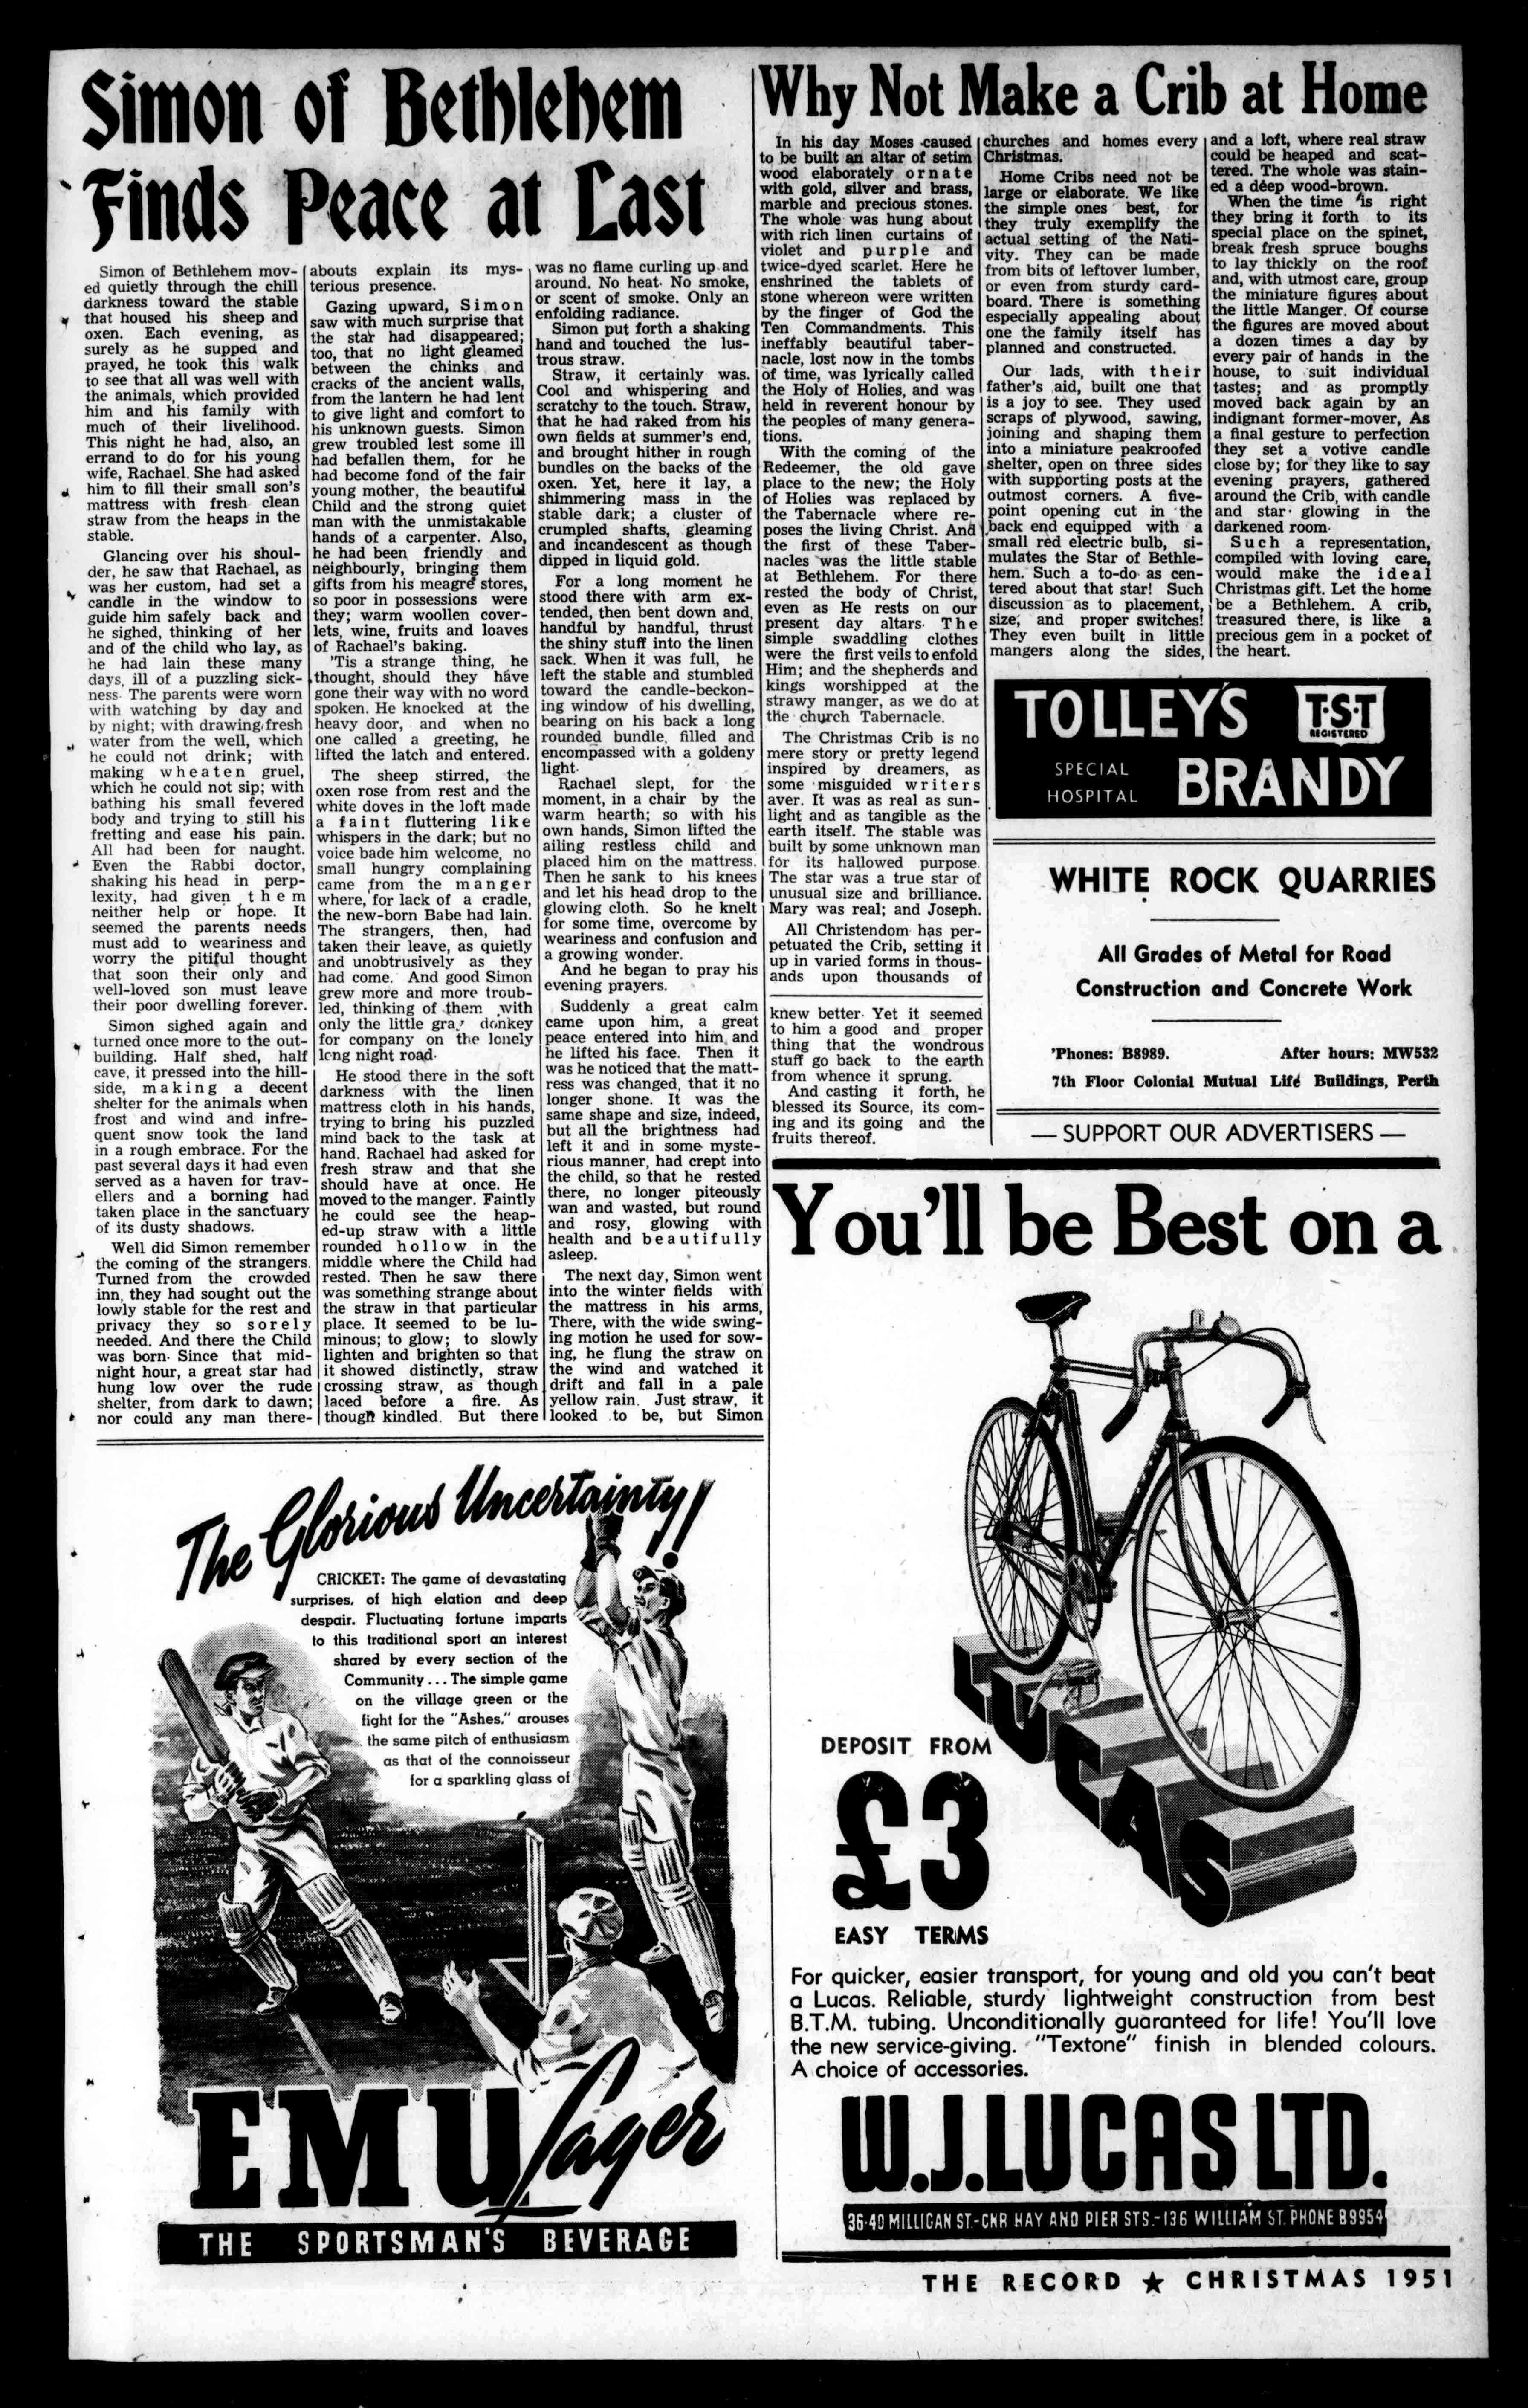 Simon of Bethlehem
Finds Peace at Last
Simon of Bethlehem mov-
ed quietly through the chill
darkness toward the stable
that housed his sheep and
oxen. Each evening, as
surely as he supped and
prayed, he took this walk
to see that all was well with
the animals, which provided
him and his family with
much of their livelihood.
This night he had, also, an
errand to do for his young
wife, Rachael. She had asked
him to fill their small son's
mattress with fresh clean
straw from the heaps in the
stable.
Glancing over his shoul-
der, he saw that Rachael, as
was her custom, had set a
candle in the window to
guide him safely back and
he sighed, thinking of her
and of the child who lay, as
he had lain these many
days, ill of a puzzling sick-
ness. The parents were worn
with watching by day and
by night; with drawing fresh
water from the well, which
he could not drink; with
making wheaten gruel,
which he could not sip; with
bathing his small fevered
body and trying to still his
fretting and ease his pain.
All had been for naught.
Even the Rabbi doctor,
shaking his head in perp-
lexity, had given them
neither help or hope. It
seemed the parents needs
must add to weariness and
worry the pitiful thought
that soon their only and
well-loved son must leave
their poor dwelling forever.
Simon sighed again and
turned once more to the out-
building. Half shed, half
cave, it pressed into the hill-
side, making a decent
shelter for the animals when
frost and wind and infre-
quent snow took the land
in a rough embrace. For the
past several days it had even
served as a haven for trav-
ellers and a borning had
taken place in the sanctuary
of its dusty shadows.
Well did Simon remember
the coming of the strangers.
Turned from the crowded
inn, they had sought out the
lowly stable for the rest and
privacy they so sorely
needed. And there the Child
was born. Since that mid-
night hour, a great star had
hung low over the rude
shelter, from dark to dawn;
nor could any man there-
abouts explain its mys-
terious presence.
Gazing upward, Simon
saw with much surprise that
the star had disappeared;
too, that no light gleamed
between the chinks and
cracks of the ancient walls,
from the lantern he had lent
to give light and comfort to
his unknown guests. Simon
grew troubled lest some ill
had befallen them, for he
had become fond of the fair
young mother, the beautiful
Child and the strong quiet
man with the unmistakable
hands of a carpenter. Also,
he had been friendly and
neighbourly, bringing them
gifts from his meagre stores,
so poor in possessions were
they; warm woollen cover-
lets, wine, fruits and loaves
of Rachael's baking.
'Tis a strange thing, he
thought, should they have
gone their way with no word
spoken. He knocked at the
heavy door, and when no
one called a greeting, he
lifted the latch and entered.
The sheep stirred, the
oxen rose from rest and the
white doves in the loft made
a faint fluttering like
whispers in the dark; but no
voice bade him welcome, no
small hungry complaining
came from the manger
where, for lack of a cradle,
the new-born Babe had lain.
The strangers, then, had
taken their leave, as quietly
and unobtrusively as they
had come. And good Simon
grew more and more troub-
led, thinking of them with
only the little gray donkey
for company on the lonely
long night road.
He stood there in the soft
darkness with the linen
mattress cloth in his hands,
trying to bring his puzzled
mind back to the task at
hand. Rachael had asked for
fresh straw and that she
should have at once. He
moved to the manger. Faintly
he could see the heap-
ed-up straw with a little
rounded hollow in the
middle where the Child had
rested. Then he saw there
was something strange about
the straw in that particular
place. It seemed to be lu-
minous; to glow; to slowly
lighten and brighten so that
it showed distinctly, straw
crossing straw, as though
laced before a fire. As
though kindled. But there
was no flame curling up and
around. No heat. No smoke,
or scent of smoke. Only an
enfolding radiance.
Simon put forth a shaking
hand and touched the lus-
trous straw.
Straw, it certainly was.
Cool and whispering and
scratchy to the touch. Straw,
that he had raked from his
own fields at summer's end,
and brought hither in rough
bundles on the backs of the
oxen. Yet, here it lay, a
shimmering mass in the
stable dark; a cluster of
crumpled shafts, gleaming
and incandescent as though
dipped in liquid gold.
For a long moment he
stood there with arm ex-
tended, then bent down and,
handful by handful, thrust
the shiny stuff into the linen
sack. When it was full, he
left the stable and stumbled
toward the candle-beckon-
ing window of his dwelling,
bearing on his back a long
rounded bundle, filled and
encompassed with a goldeny
light.
Rachael slept, for the
moment, in a chair by the
warm hearth; so with his
own hands, Simon lifted the
ailing restless child and
placed him on the mattress.
Then he sank to his knees
and let his head drop to the
glowing cloth. So he knelt
for some time, overcome by
weariness and confusion and
a growing wonder.
And he began to pray his
evening prayers.
Suddenly a great calm
came upon him, a great
peace entered into him, and
he lifted his face. Then it
was he noticed that the matt-
ress was changed, that it no
longer shone. It was the
same shape and size, indeed,
but all the brightness had
left it and in some myste-
rious manner, had crept into
the child, so that he rested
there, no longer piteously
wan and wasted, but round
and rosy, glowing with
health and beautifully
asleep.
The next day, Simon went
into the winter fields with
the mattress in his arms,
There, with the wide swing-
ing motion he used for sow-
ing, he flung the straw on
the wind and watched it
drift and fall in a pale
yellow rain. Just straw, it
looked to be, but Simon
knew better. Yet it seemed
to him a good and proper
thing that the wondrous
stuff go back to the earth
from whence it sprung.
And casting it forth, he
blessed its Source, its com-
ing and its going and the
fruits thereof.
Why Not Make a Crib at Home
In his day Moses caused
to be built an altar of setim
wood elaborately ornate
with gold, silver and brass,
marble and precious stones.
The whole was hung about
with rich linen curtains of
violet and purple and
twice-dyed scarlet. Here he
enshrined the tablets of
stone whereon were written
by the finger of God the
Ten Commandments. This
ineffably beautiful taber-
nacle, lost now in the tombs
of time, was lyrically called
the Holy of Holies, and was
held in reverent honour by
the peoples of many genera-
tions.
With the coming of the
Redeemer, the old gave
place to the new; the Holy
of Holies was replaced by
the Tabernacle where re-
poses the living Christ. And
the first of these Taber-
nacles was the little stable
at Bethlehem. For there
rested the body of Christ,
even as He rests on our
present day altars. The
simple swaddling clothes
were the first veils to enfold
Him; and the shepherds and
kings worshipped at the
strawy manger, as we do at
the church Tabernacle.
The Christmas Crib is no
mere story or pretty legend
inspired by dreamers, as
some misguided writers
aver. It was as real as sun-
light and as tangible as the
earth itself. The stable was
built by some unknown man
for its hallowed purpose.
The star was a true star of
unusual size and brilliance.
Mary was real; and Joseph.
All Christendom has per-
petuated the Crib, setting it
up in varied forms in thous-
ands upon thousands of
churches and homes every
Christmas.
Home Cribs need not be
large or elaborate. We like
the simple ones best, for
they truly exemplify the
actual setting of the Nati-
vity. They can be made
from bits of leftover lumber,
or even from sturdy card-
board. There is something
especially appealing about
one the family itself has
planned and constructed.
Our lads, with their
father's aid, built one that
is a joy to see. They used
scraps of plywood, sawing,
joining and shaping them
into a miniature peakroofed
shelter, open on three sides
with supporting posts at the
outmost corners. A five-
point opening cut in the
back end equipped with a
small red electric bulb, si-
mulates the Star of Bethle-
hem. Such a to-do as cen-
tered about that star! Such
discussion as to placement,
size, and proper switches!
They even built in little
mangers along the sides,
and a loft, where real straw
could be heaped and scat-
tered. The whole was stain-
ed a deep wood-brown.
When the time is right
they bring it forth to its
special place on the spinet,
break fresh spruce boughs
to lay thickly on the roof
and, with utmost care, group
the miniature figures about
the little Manger. Of course
the figures are moved about
a dozen times a day by
every pair of hands in the
house, to suit individual
tastes; and as promptly
moved back again by an
indignant former-mover, As
a final gesture to perfection
they set a votive candle
close by; for they like to say
evening prayers, gathered
around the Crib, with candle
and star glowing in the
darkened room.
Such a representation,
compiled with loving care,
would make the ideal
Christmas gift. Let the home
be a Bethlehem. A crib,
treasured there, is like a
precious gem in a pocket of
the heart.
TOLLEY'S T·S·T
REGISTERED
SPECIAL
HOSPITAL BRANDY
WHITE ROCK QUARRIES
All Grades of Metal for Road
Construction and Concrete Work
'Phones: B8989. After hours: MW532
7th Floor Colonial Mutual Life Buildings, Perth
— SUPPORT OUR ADVERTISERS —
You'll be Best on a
LUCAS
DEPOSIT FROM
£3
EASY TERMS
For quicker, easier transport, for young and old you can't beat
a Lucas. Reliable, sturdy lightweight construction from best
B.T.M. tubing. Unconditionally guaranteed for life! You'll love
the new service-giving. "Textone" finish in blended colours.
A choice of accessories.
W.J.LUCAS LTD.
36-40 MILLIGAN ST.-CNR HAY AND PIER STS.-136 WILLIAM ST. PHONE B9954
The Glorious Uncertainty!
CRICKET: The game of devastating
surprises, of high elation and deep
despair. Fluctuating fortune imparts
to this traditional sport an interest
shared by every section of the
Community ... The simple game
on the village green or the
fight for the "Ashes," arouses
the same pitch of enthusiasm
as that of the connoisseur
for a sparkling glass of
EMU Lager
THE SPORTSMAN'S BEVERAGE
THE RECORD ★ CHRISTMAS 1951